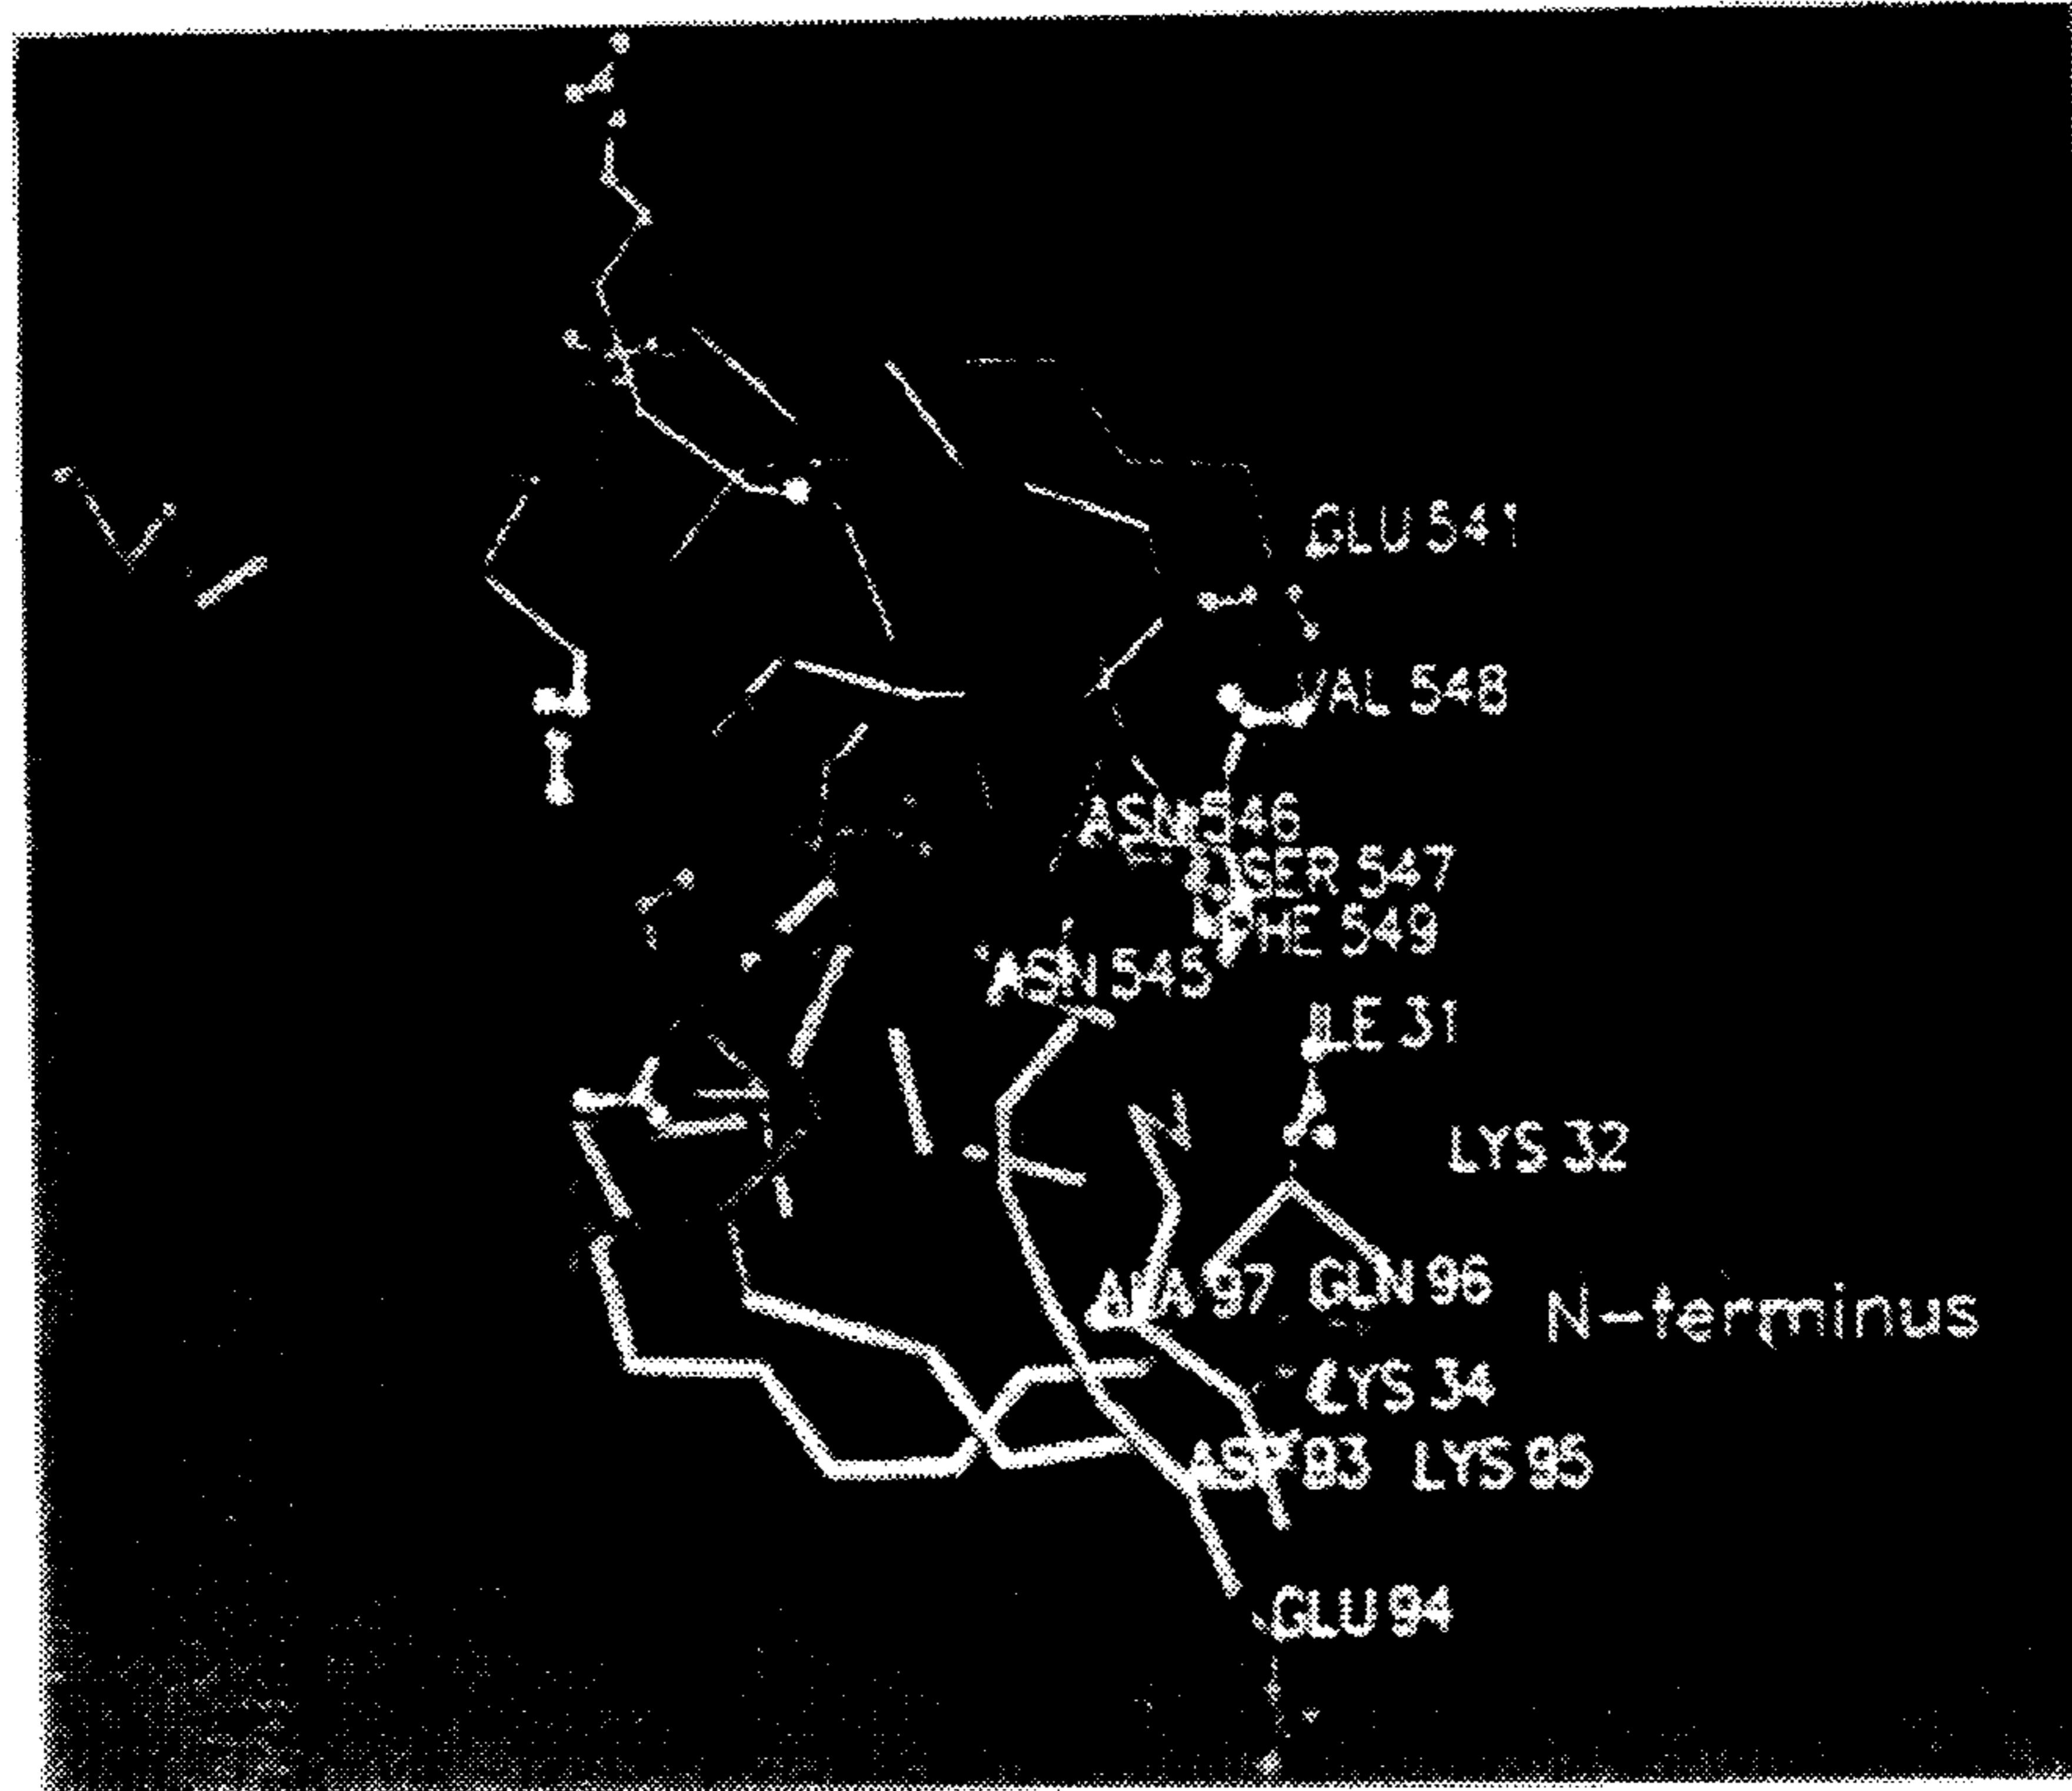 GLU 541
VAL 548
ASN 546
SER 547
PHE 549
ASN 545
ILE 31
LYS 32
ALA 97 GLN 96
N-terminus
LYS 34
ASP 93 LYS 95
GLU 94